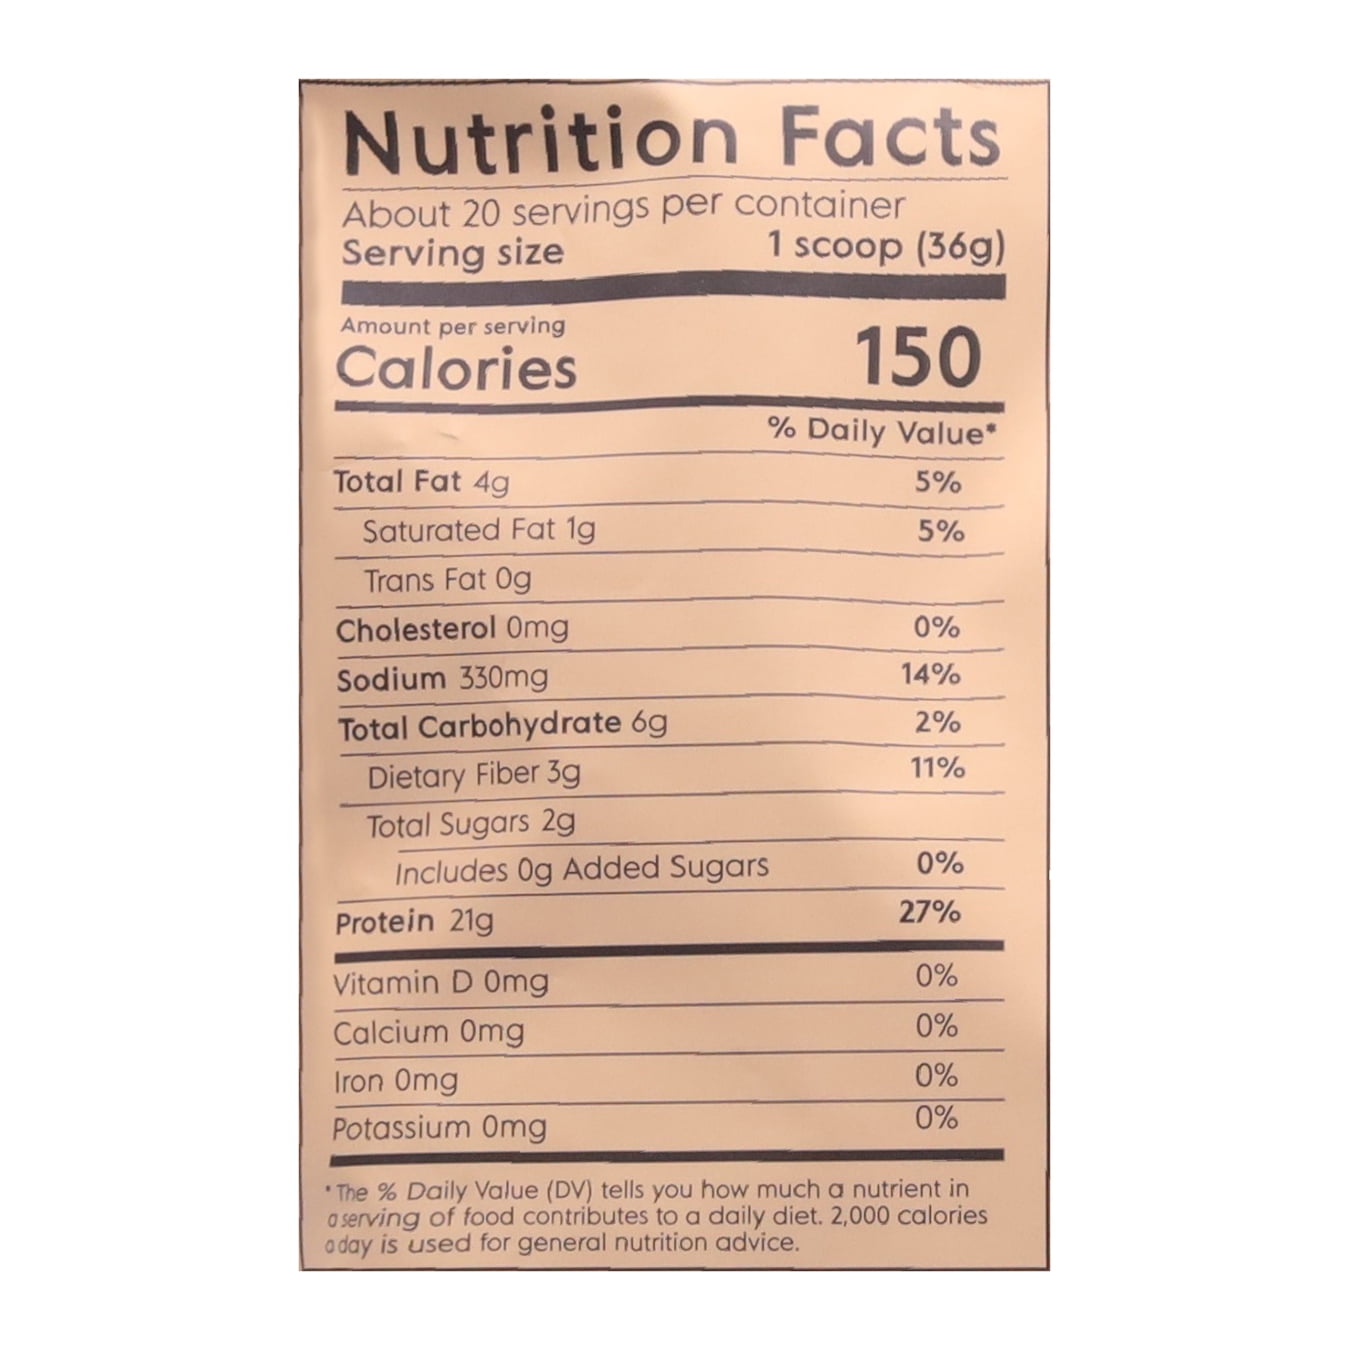 Nutrition Facts
About 20 servings per container
Serving size 1 scoop (36g)
Amount per serving
Calories 150
% Daily Value*
Total Fat 4g 5%
Saturated Fat 1g 5%
Trans Fat 0g
Cholesterol 0mg 0%
Sodium 330mg 14%
Total Carbohydrate 6g 2%
Dietary Fiber 3g 11%
Total Sugars 2g
Includes 0g Added Sugars 0%
Protein 21g 27%
Vitamin D 0mg 0%
Calcium 0mg 0%
Iron 0mg 0%
Potassium 0mg 0%
*The % Daily Value (DV) tells you how much a nutrient in
a serving of food contributes to a daily diet. 2,000 calories
a day is used for general nutrition advice.